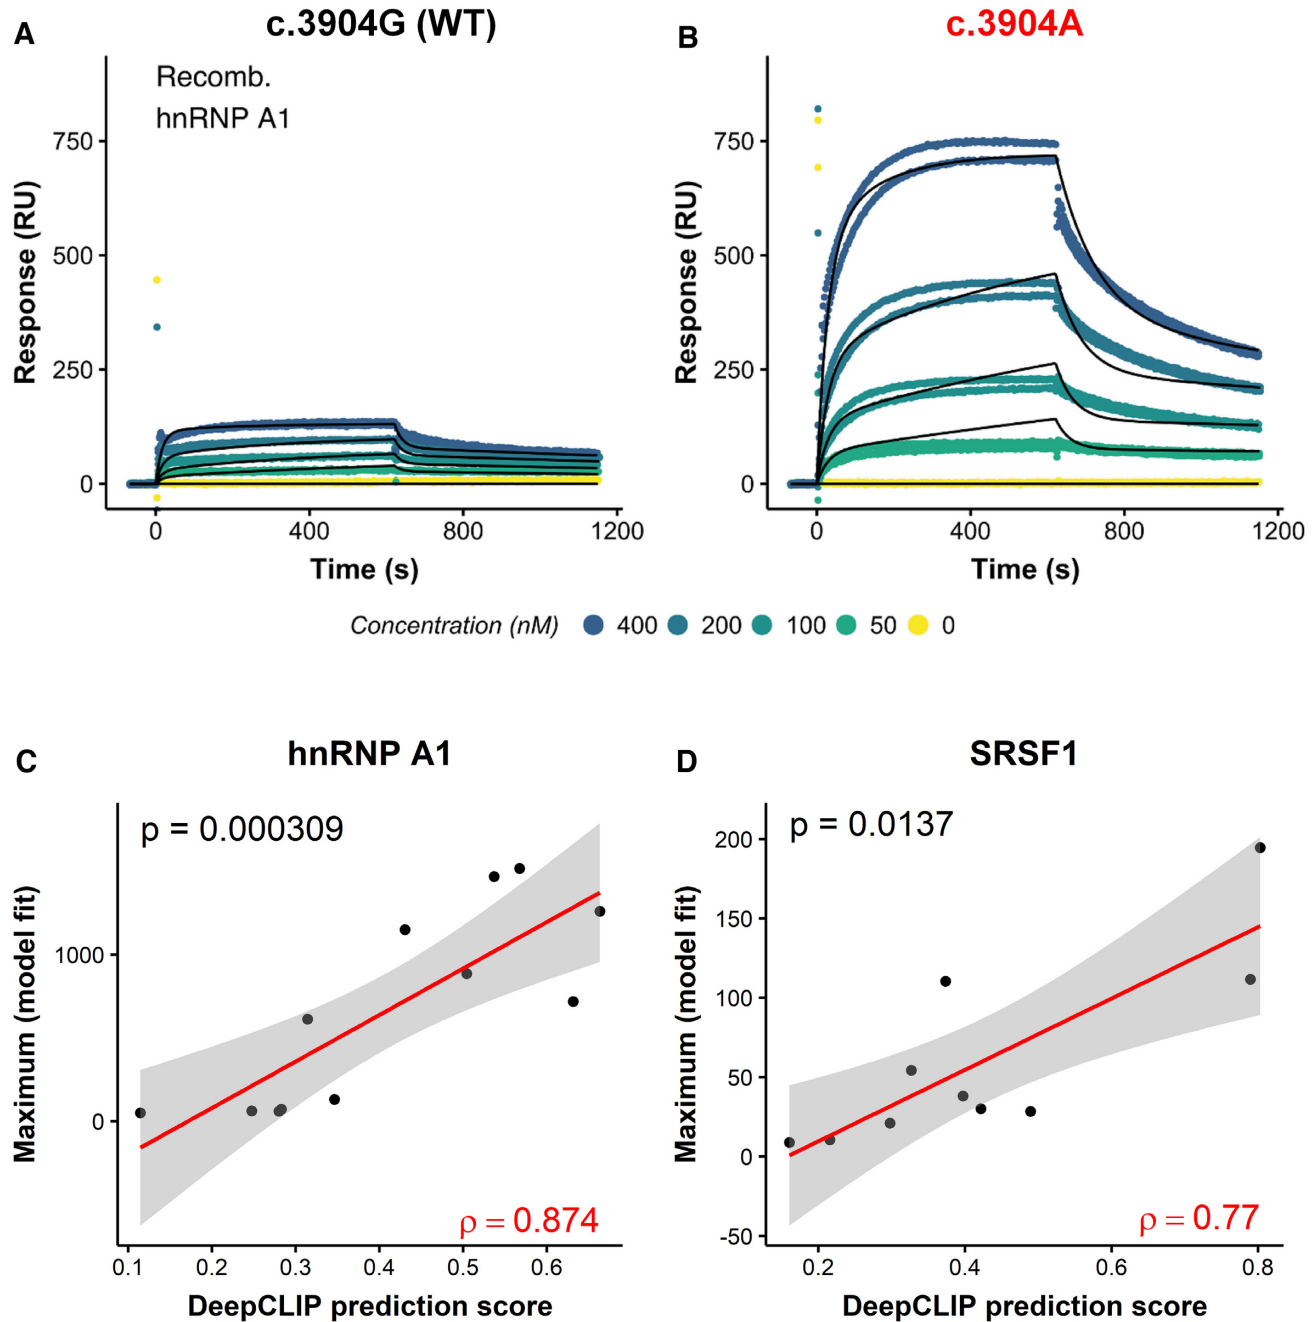 A
c.3904G (WT)
Recomb.
hnRNP A1
Response (RU)
750
500
250
0
0
400
800
1200
Time (s)
B
c.3904A
Response (RU)
750
500
250
0
0
400
800
1200
Time (s)
Concentration (nM) 400 200 100 50 0
C
hnRNP A1
p = 0.000309
Maximum (model fit)
1000
0
ρ = 0.874
0.1
0.2
0.3
0.4
0.5
0.6
DeepCLIP prediction score
D
SRSF1
p = 0.0137
Maximum (model fit)
200
150
100
50
0
-50
ρ = 0.77
0.2
0.4
0.6
0.8
DeepCLIP prediction score